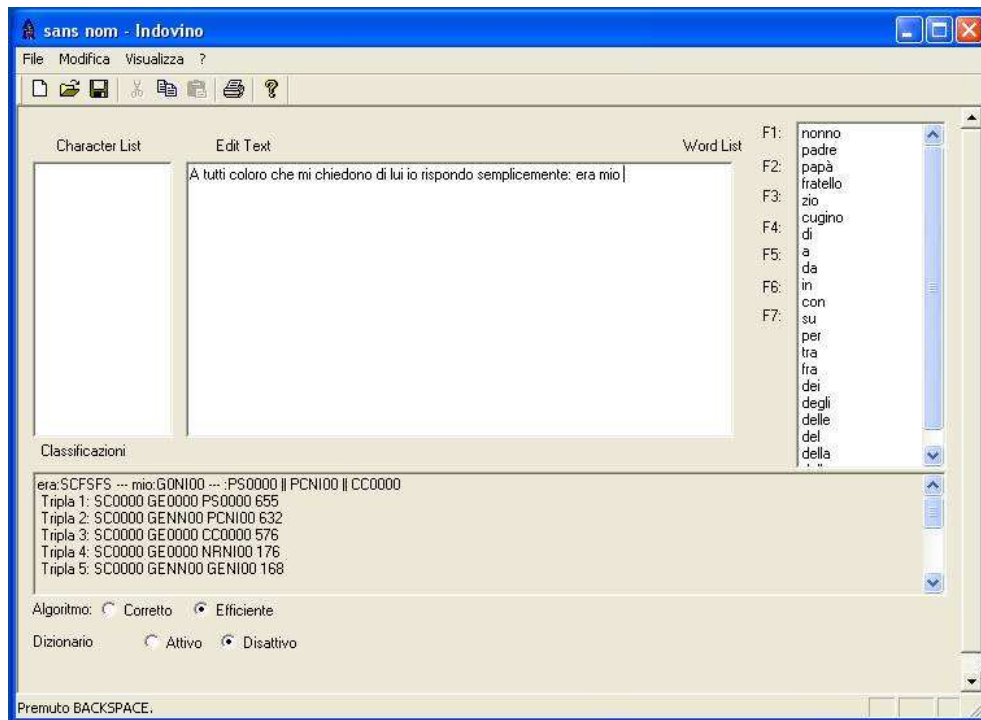 sans nom - Indovino
File Modifica Visualizza ?
Character List Edit Text Word List
A tutti coloro che mi chiedono di lui io rispondo semplicemente: era mio
F1:
F2:
F3:
F4:
F5:
F6:
F7:
nonno
padre
papà
fratello
zio
cugino
di
a
da
in
con
su
per
tra
fra
dei
degli
delle
del
della
Classificazioni
era:SCFSFS --- mio:G0NI00 --- :PS0000 || PCNI00 || CC0000
Tripla 1: SC0000 GE0000 PS0000 655
Tripla 2: SC0000 GENN00 PCNI00 632
Tripla 3: SC0000 GE0000 CC0000 576
Tripla 4: SC0000 GE0000 NRNI00 176
Tripla 5: SC0000 GENN00 GENI00 168
Algoritmo: Corretto Efficiente
Dizionario Attivo Disattivo
Premuto BACKSPACE.